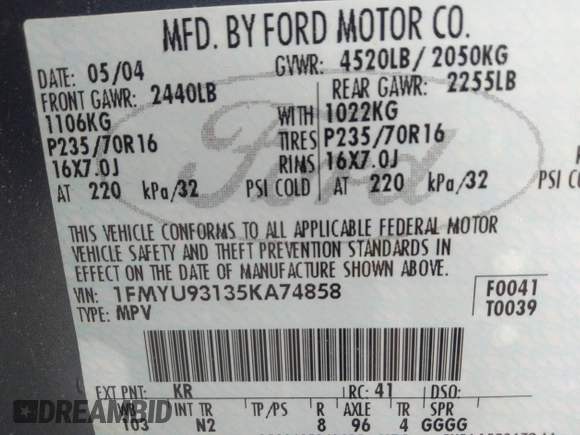 MFD. BY FORD MOTOR CO.
DATE: 05/04 GVWR: 4520LB/ 2050KG
FRONT GAWR: 2440LB REAR GAWR: 2255LB
1106KG WITH 1022KG
P235/70R16 TIRES P235/70R16
16X7.0J RIMS 16X7.0J
AT 220 kPa/32 PSI COLD AT 220 kPa/32 PSI COLD
Ford
THIS VEHICLE CONFORMS TO ALL APPLICABLE FEDERAL MOTOR
VEHICLE SAFETY AND THEFT PREVENTION STANDARDS IN
EFFECT ON THE DATE OF MANUFACTURE SHOWN ABOVE.
VIN: 1FMYU93135KA74858 F0041
TYPE: MPV T0039
EXT PNT: KR RC: 41 DSO:
WB INT TR TP/PS R AXLE TR SPR
103 N2 8 96 4 GGGG
DREAMBID